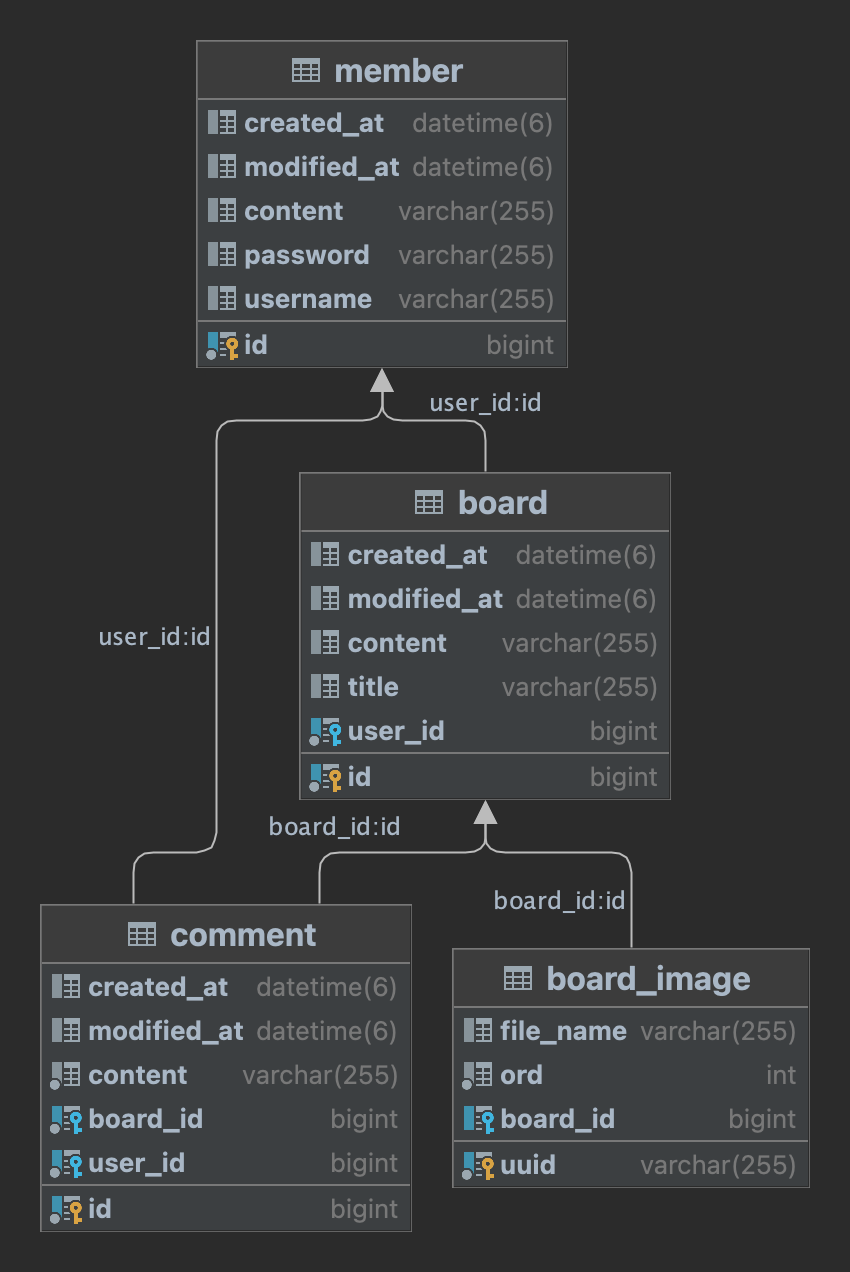 member
created_at datetime(6)
modified_at datetime(6)
content varchar(255)
password varchar(255)
username varchar(255)
id bigint
user_id:id
board
created_at datetime(6)
modified_at datetime(6)
content varchar(255)
title varchar(255)
user_id bigint
id bigint
user_id:id
board_id:id
board_id:id
comment
created_at datetime(6)
modified_at datetime(6)
content varchar(255)
board_id bigint
user_id bigint
id bigint
board_image
file_name varchar(255)
ord int
board_id bigint
uuid varchar(255)